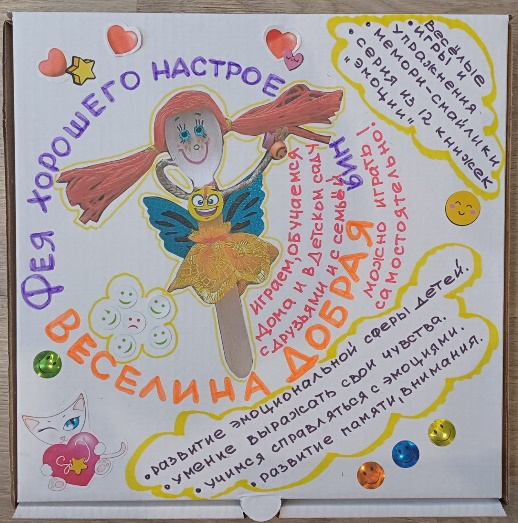 Фея хорошего настрое
ния
Веселина Добрая
• Весёлые
игры и
упражнения
• мемори-смайлики
• серия из 12 книжек
"эмоции"
играем, обучаемся
дома и в детском саду
с друзьями и с семьёй
можно играть!
самостоятельно.
• развитие эмоциональной сферы детей.
• умение выражать свои чувства.
• учимся справляться с эмоциями.
• развитие памяти, внимания.